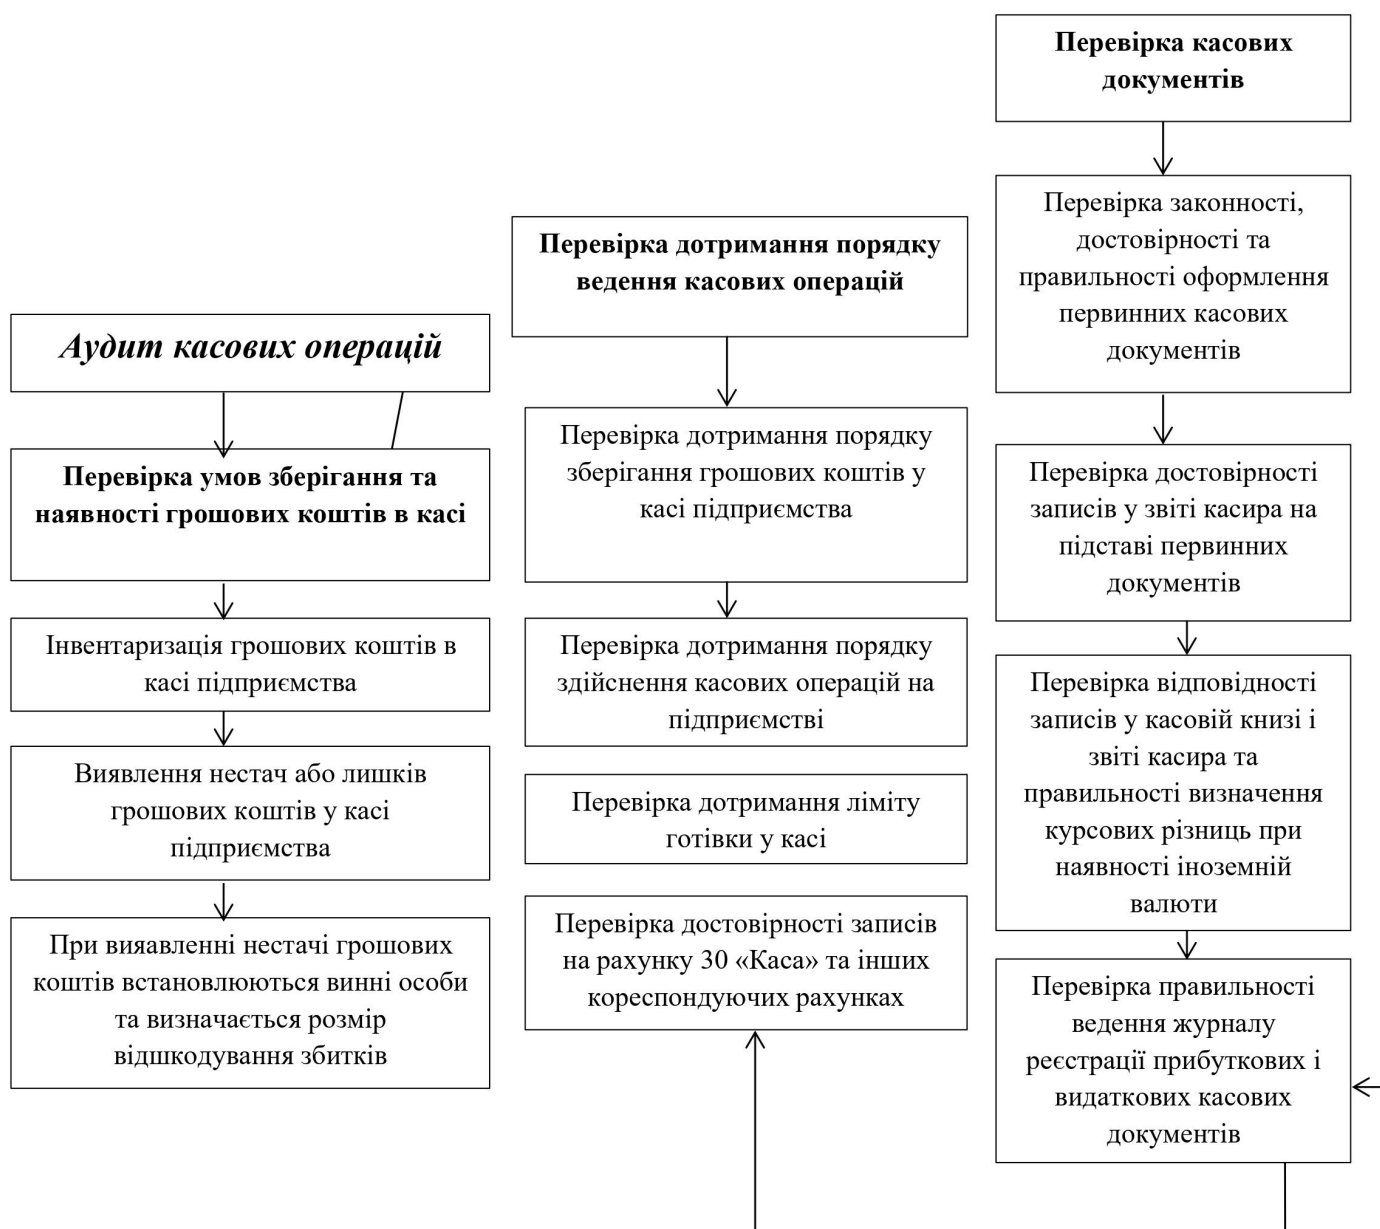 Аудит касових операцій
Перевірка умов зберігання та
наявності грошових коштів в касі
Інвентаризація грошових коштів в
касі підприємства
Виявлення нестач або лишків
грошових коштів у касі
підприємства
При вияавленні нестачі грошових
коштів встановлюються винні особи
та визначається розмір
відшкодування збитків
Перевірка дотримання порядку
ведення касових операцій
Перевірка дотримання порядку
зберігання грошових коштів у
касі підприємства
Перевірка дотримання порядку
здійснення касових операцій на
підприємстві
Перевірка дотримання ліміту
готівки у касі
Перевірка достовірності записів
на рахунку 30 «Каса» та інших
кореспондуючих рахунках
Перевірка касових
документів
Перевірка законності,
достовірності та
правильності оформлення
первинних касових
документів
Перевірка достовірності
записів у звіті касира на
підставі первинних
документів
Перевірка відповідності
записів у касовій книзі і
звіті касира та
правильності визначення
курсових різниць при
наявності іноземній
валюти
Перевірка правильності
ведення журналу
реєстрації прибуткових і
видаткових касових
документів